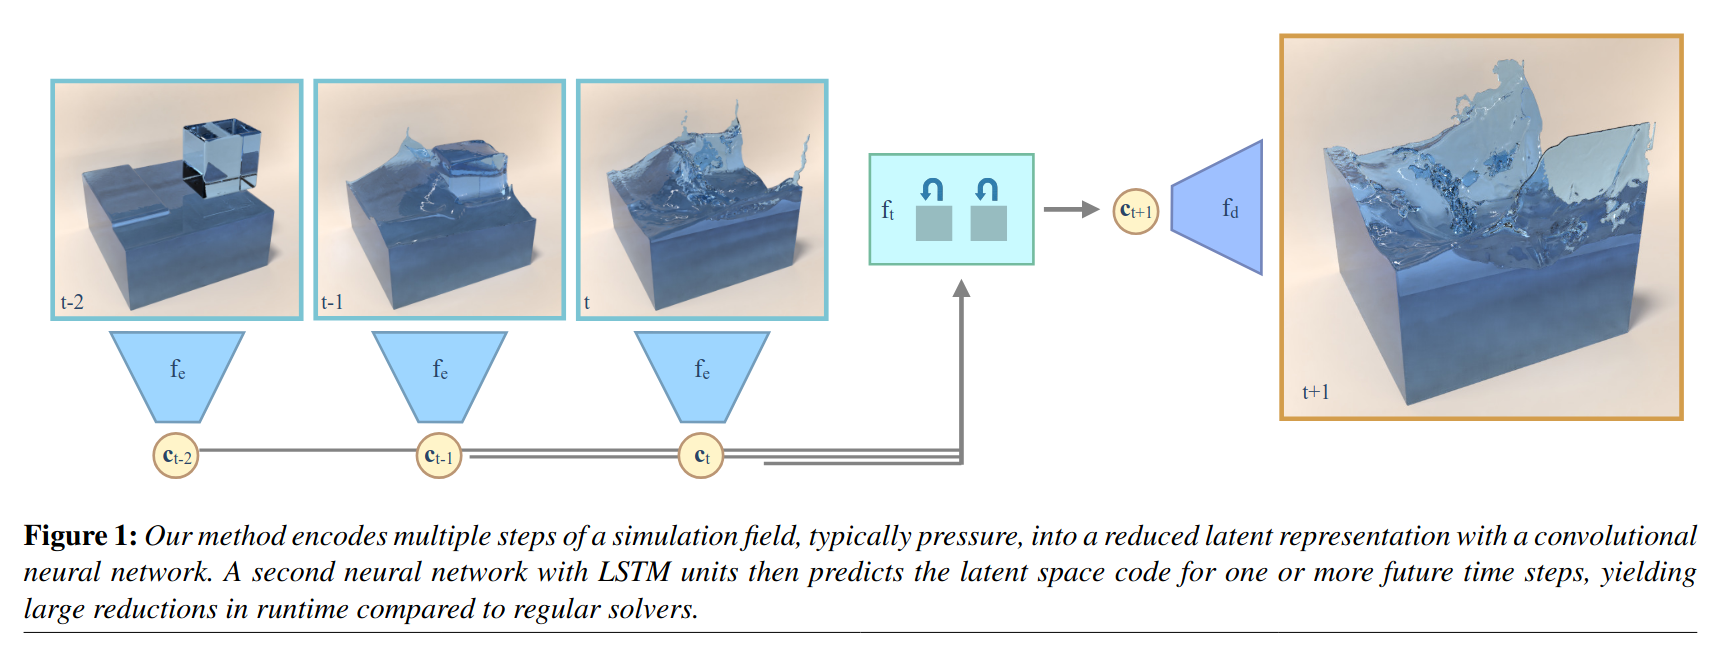 t-2
t-1
t
fe
fe
fe
ct-2
ct-1
ct
ft
ct+1
fd
t+1
Figure 1: Our method encodes multiple steps of a simulation field, typically pressure, into a reduced latent representation with a convolutional
neural network. A second neural network with LSTM units then predicts the latent space code for one or more future time steps, yielding
large reductions in runtime compared to regular solvers.